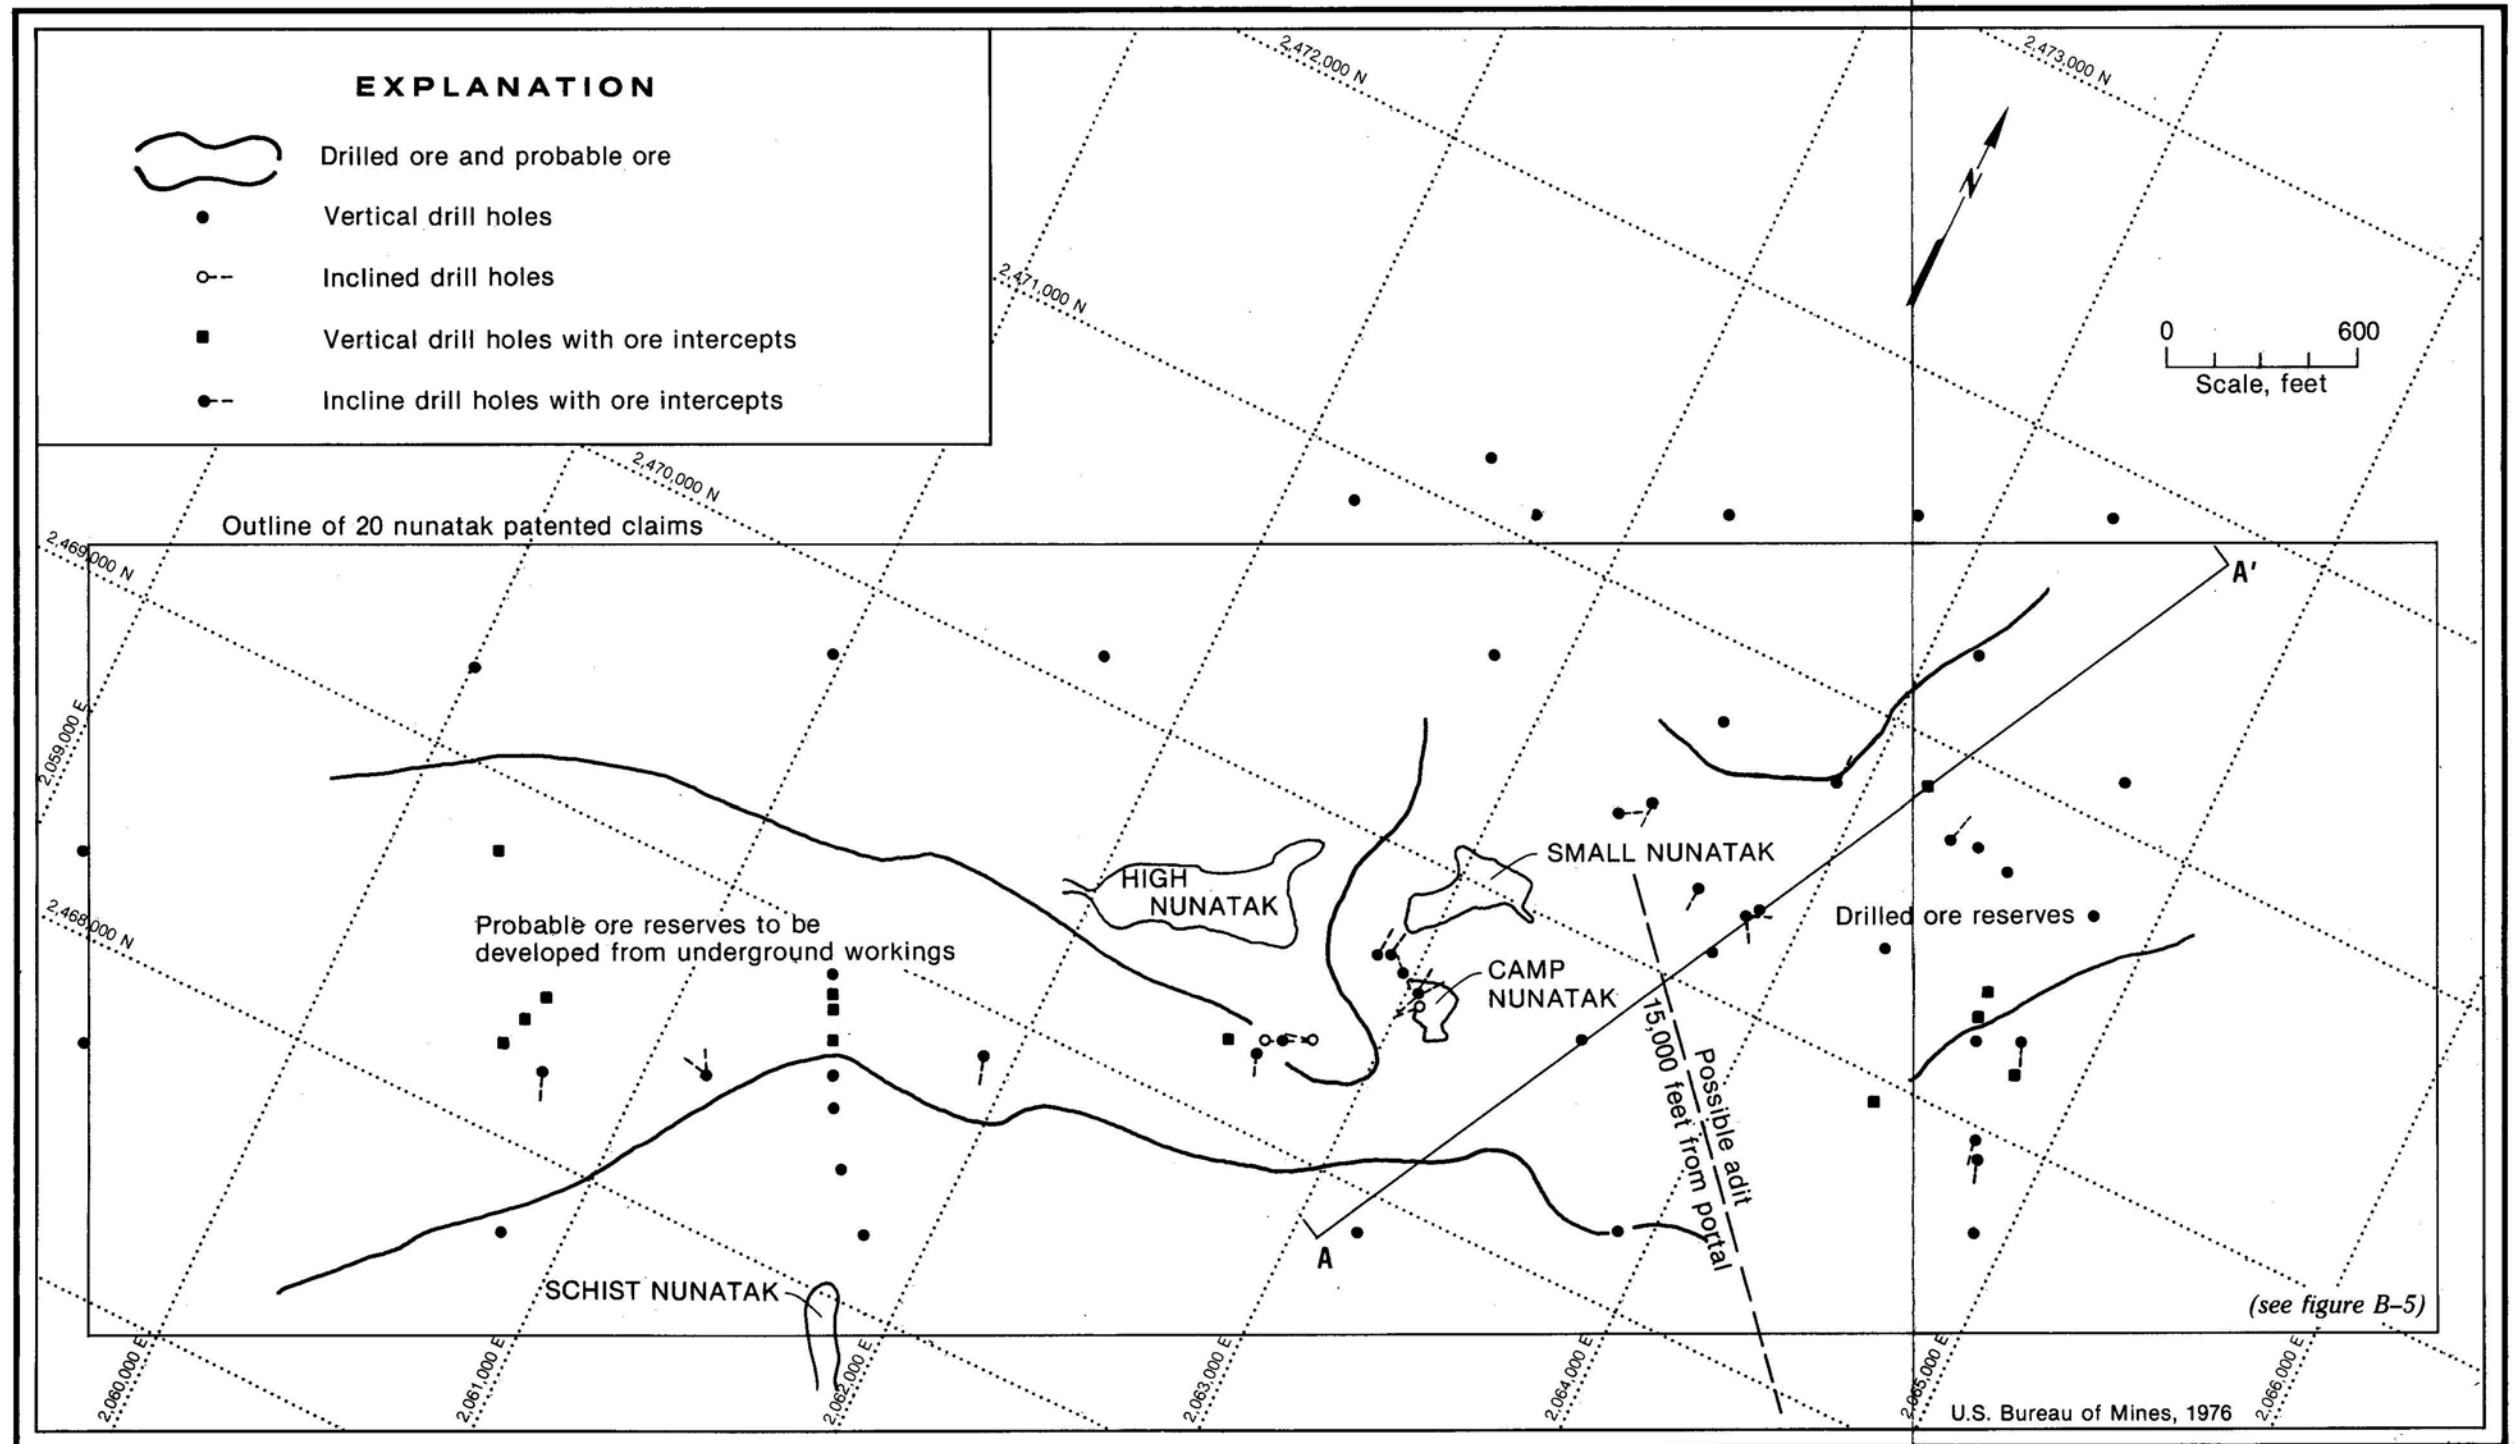 EXPLANATION
Drilled ore and probable ore
Vertical drill holes
Inclined drill holes
Vertical drill holes with ore intercepts
Incline drill holes with ore intercepts
2,472,000 N
2,473,000 N
N
0 600
Scale, feet
2,471,000 N
2,470,000 N
Outline of 20 nunatak patented claims
2,469,000 N
A'
2,059,000 E
HIGH
NUNATAK
SMALL NUNATAK
Drilled ore reserves
2,468,000 N
Probable ore reserves to be
developed from underground workings
CAMP
NUNATAK
Possible adit
15,000 feet from portal
A
SCHIST NUNATAK
(see figure B–5)
2,060,000 E
2,061,000 E
2,062,000 E
2,063,000 E
2,064,000 E
2,065,000 E
2,066,000 E
U.S. Bureau of Mines, 1976